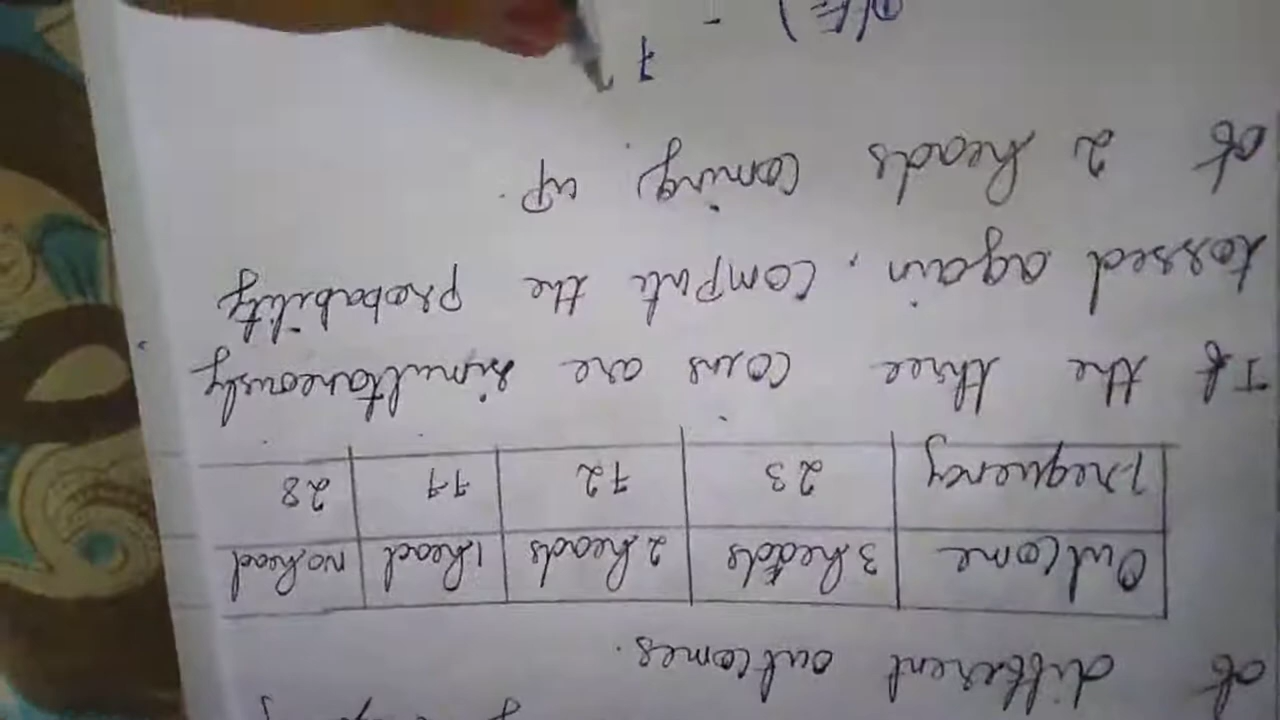 of different outcomes.
Outcome 3 heads 2 heads 1 head no head
Frequency 23 72 77 28
If the three coins are simultaneously
tossed again, compute the probability
of 2 heads coming up.
7